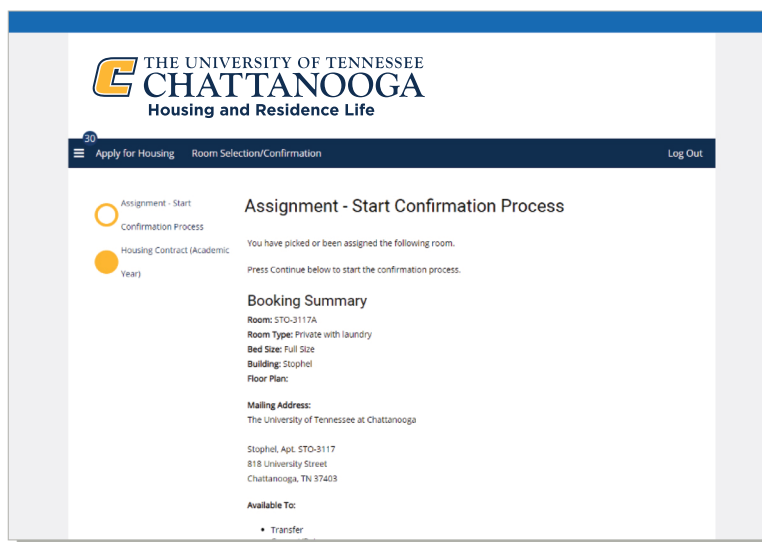 THE UNIVERSITY OF TENNESSEE
CHATTANOOGA
Housing and Residence Life
30
Apply for Housing
Room Selection/Confirmation
Log Out
Assignment - Start
Confirmation Process
Housing Contract (Academic
Year)
Assignment - Start Confirmation Process
You have picked or been assigned the following room.
Press Continue below to start the confirmation process.
Booking Summary
Room: STO-3117A
Room Type: Private with laundry
Bed Size: Full Size
Building: Stophel
Floor Plan:
Mailing Address:
The University of Tennessee at Chattanooga
Stophel, Apt. STO-3117
818 University Street
Chattanooga, TN 37403
Available To:
• Transfer